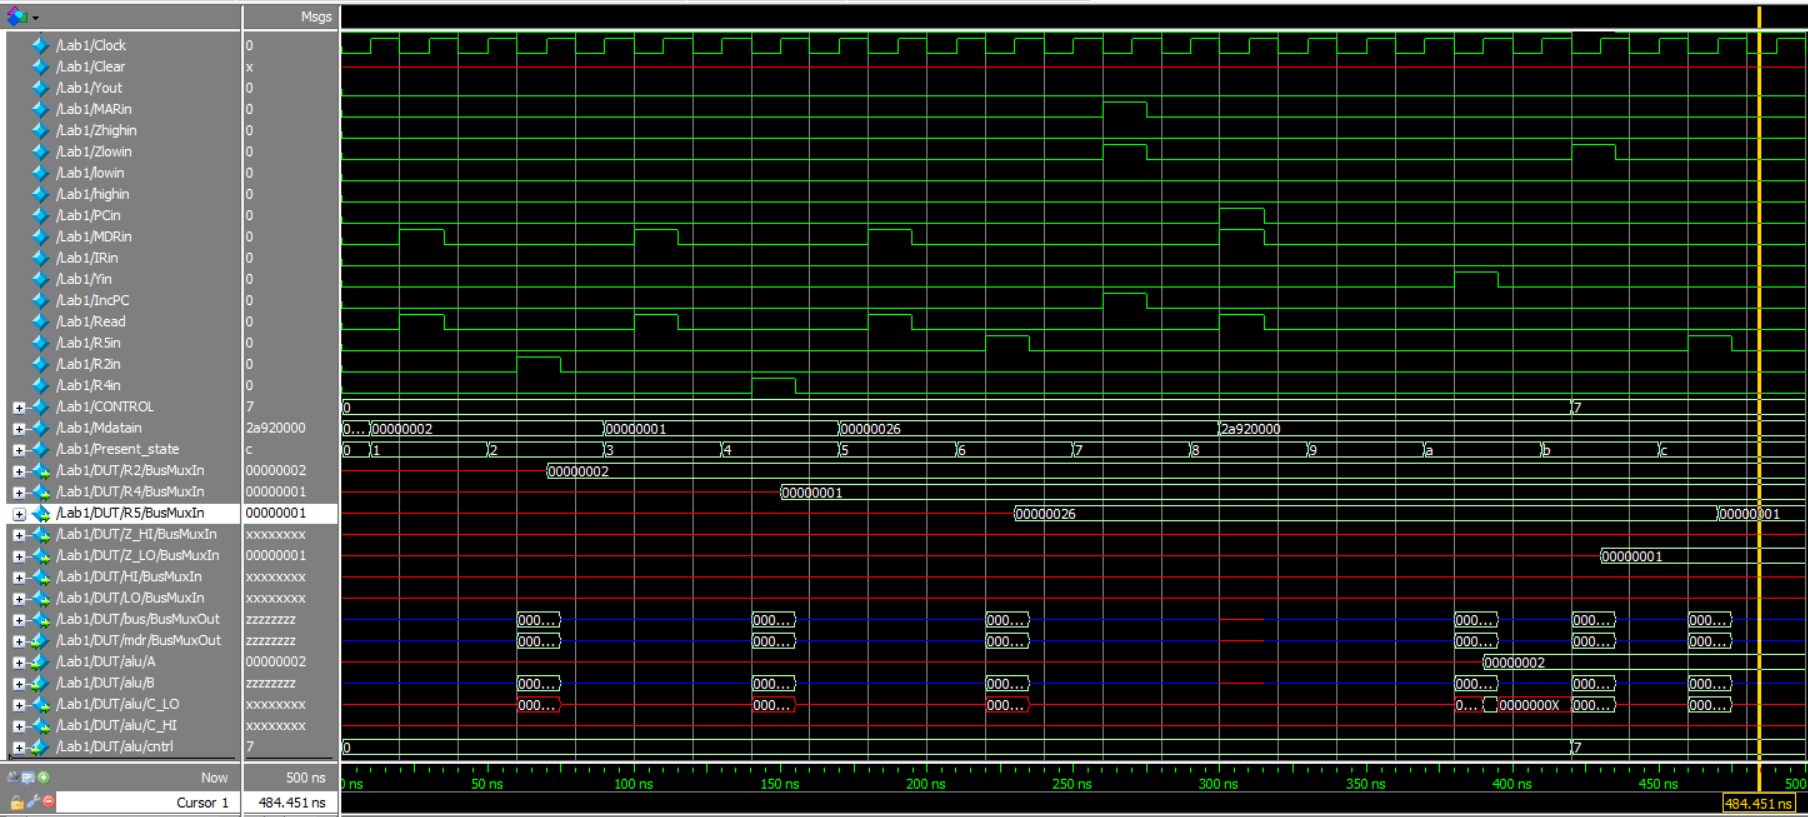 Msgs
/Lab1/Clock 0
/Lab1/Clear x
/Lab1/Yout 0
/Lab1/MARin 0
/Lab1/Zhighin 0
/Lab1/Zlowin 0
/Lab1/lowin 0
/Lab1/highin 0
/Lab1/PCin 0
/Lab1/MDRin 0
/Lab1/IRin 0
/Lab1/Yin 0
/Lab1/IncPC 0
/Lab1/Read 0
/Lab1/R5in 0
/Lab1/R2in 0
/Lab1/R4in 0
/Lab1/CONTROL 7 0 7
/Lab1/Mdatain 2a920000 0... 00000002 00000001 00000026 2a920000
/Lab1/Present_state c 0 1 2 3 4 5 6 7 8 9 a b c
/Lab1/DUT/R2/BusMuxIn 00000002 00000002
/Lab1/DUT/R4/BusMuxIn 00000001 00000001
/Lab1/DUT/R5/BusMuxIn 00000001 00000026 00000001
/Lab1/DUT/Z_HI/BusMuxIn xxxxxxxx
/Lab1/DUT/Z_LO/BusMuxIn 00000001 00000001
/Lab1/DUT/HI/BusMuxIn xxxxxxxx
/Lab1/DUT/LO/BusMuxIn xxxxxxxx
/Lab1/DUT/bus/BusMuxOut zzzzzzzz 000... 000... 000... 000... 000... 000...
/Lab1/DUT/mdr/BusMuxOut zzzzzzzz 000... 000... 000... 000... 000... 000...
/Lab1/DUT/alu/A 00000002 00000002
/Lab1/DUT/alu/B zzzzzzzz 000... 000... 000... 000... 000... 000...
/Lab1/DUT/alu/C_LO xxxxxxxx 000... 000... 000... 0... 0000000X 000... 000...
/Lab1/DUT/alu/C_HI xxxxxxxx
/Lab1/DUT/alu/cntrl 7 0 7
Now 500 ns 0 ns 50 ns 100 ns 150 ns 200 ns 250 ns 300 ns 350 ns 400 ns 450 ns 500
Cursor 1 484.451 ns 484.451 ns